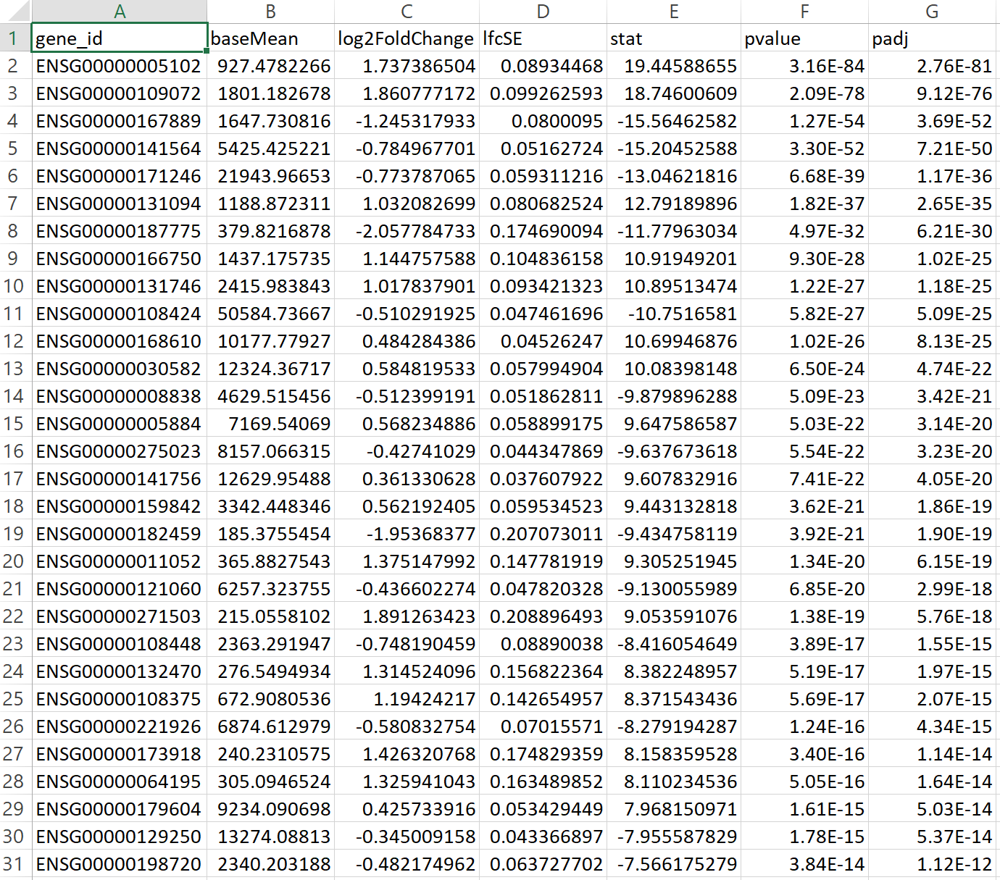 A B C D E F G
1 gene_id baseMean log2FoldChange lfcSE stat pvalue padj
2 ENSG00000005102 927.4782266 1.737386504 0.08934468 19.44588655 3.16E-84 2.76E-81
3 ENSG00000109072 1801.182678 1.860777172 0.099262593 18.74600609 2.09E-78 9.12E-76
4 ENSG00000167889 1647.730816 -1.245317933 0.0800095 -15.56462582 1.27E-54 3.69E-52
5 ENSG00000141564 5425.425221 -0.784967701 0.05162724 -15.20452588 3.30E-52 7.21E-50
6 ENSG00000171246 21943.96653 -0.773787065 0.059311216 -13.04621816 6.68E-39 1.17E-36
7 ENSG00000131094 1188.872311 1.032082699 0.080682524 12.79189896 1.82E-37 2.65E-35
8 ENSG00000187775 379.8216878 -2.057784733 0.174690094 -11.77963034 4.97E-32 6.21E-30
9 ENSG00000166750 1437.175735 1.144757588 0.104836158 10.91949201 9.30E-28 1.02E-25
10 ENSG00000131746 2415.983843 1.017837901 0.093421323 10.89513474 1.22E-27 1.18E-25
11 ENSG00000108424 50584.73667 -0.510291925 0.047461696 -10.7516581 5.82E-27 5.09E-25
12 ENSG00000168610 10177.77927 0.484284386 0.04526247 10.69946876 1.02E-26 8.13E-25
13 ENSG00000030582 12324.36717 0.584819533 0.057994904 10.08398148 6.50E-24 4.74E-22
14 ENSG00000008838 4629.515456 -0.512399191 0.051862811 -9.879896288 5.09E-23 3.42E-21
15 ENSG00000005884 7169.54069 0.568234886 0.058899175 9.647586587 5.03E-22 3.14E-20
16 ENSG00000275023 8157.066315 -0.42741029 0.044347869 -9.637673618 5.54E-22 3.23E-20
17 ENSG00000141756 12629.95488 0.361330628 0.037607922 9.607832916 7.41E-22 4.05E-20
18 ENSG00000159842 3342.448346 0.562192405 0.059534523 9.443132818 3.62E-21 1.86E-19
19 ENSG00000182459 185.3755454 -1.95368377 0.207073011 -9.434758119 3.92E-21 1.90E-19
20 ENSG00000011052 365.8827543 1.375147992 0.147781919 9.305251945 1.34E-20 6.15E-19
21 ENSG00000121060 6257.323755 -0.436602274 0.047820328 -9.130055989 6.85E-20 2.99E-18
22 ENSG00000271503 215.0558102 1.891263423 0.208896493 9.053591076 1.38E-19 5.76E-18
23 ENSG00000108448 2363.291947 -0.748190459 0.08890038 -8.416054649 3.89E-17 1.55E-15
24 ENSG00000132470 276.5494934 1.314524096 0.156822364 8.382248957 5.19E-17 1.97E-15
25 ENSG00000108375 672.9080536 1.19424217 0.142654957 8.371543436 5.69E-17 2.07E-15
26 ENSG00000221926 6874.612979 -0.580832754 0.07015571 -8.279194287 1.24E-16 4.34E-15
27 ENSG00000173918 240.2310575 1.426320768 0.174829359 8.158359528 3.40E-16 1.14E-14
28 ENSG00000064195 305.0946524 1.325941043 0.163489852 8.110234536 5.05E-16 1.64E-14
29 ENSG00000179604 9234.090698 0.425733916 0.053429449 7.968150971 1.61E-15 5.03E-14
30 ENSG00000129250 13274.08813 -0.345009158 0.043366897 -7.955587829 1.78E-15 5.37E-14
31 ENSG00000198720 2340.203188 -0.482174962 0.063727702 -7.566175279 3.84E-14 1.12E-12